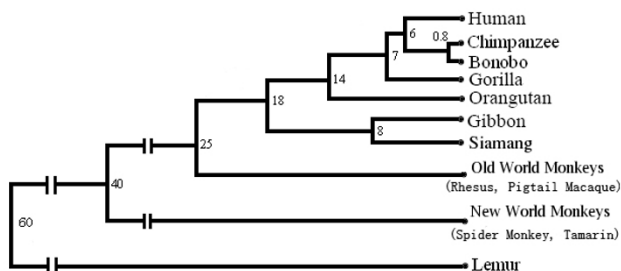 Human
6
0.8
Chimpanzee
7
Bonobo
Gorilla
14
Orangutan
18
Gibbon
8
Siamang
25
Old World Monkeys
(Rhesus, Pigtail Macaque)
40
New World Monkeys
(Spider Monkey, Tamarin)
60
Lemur